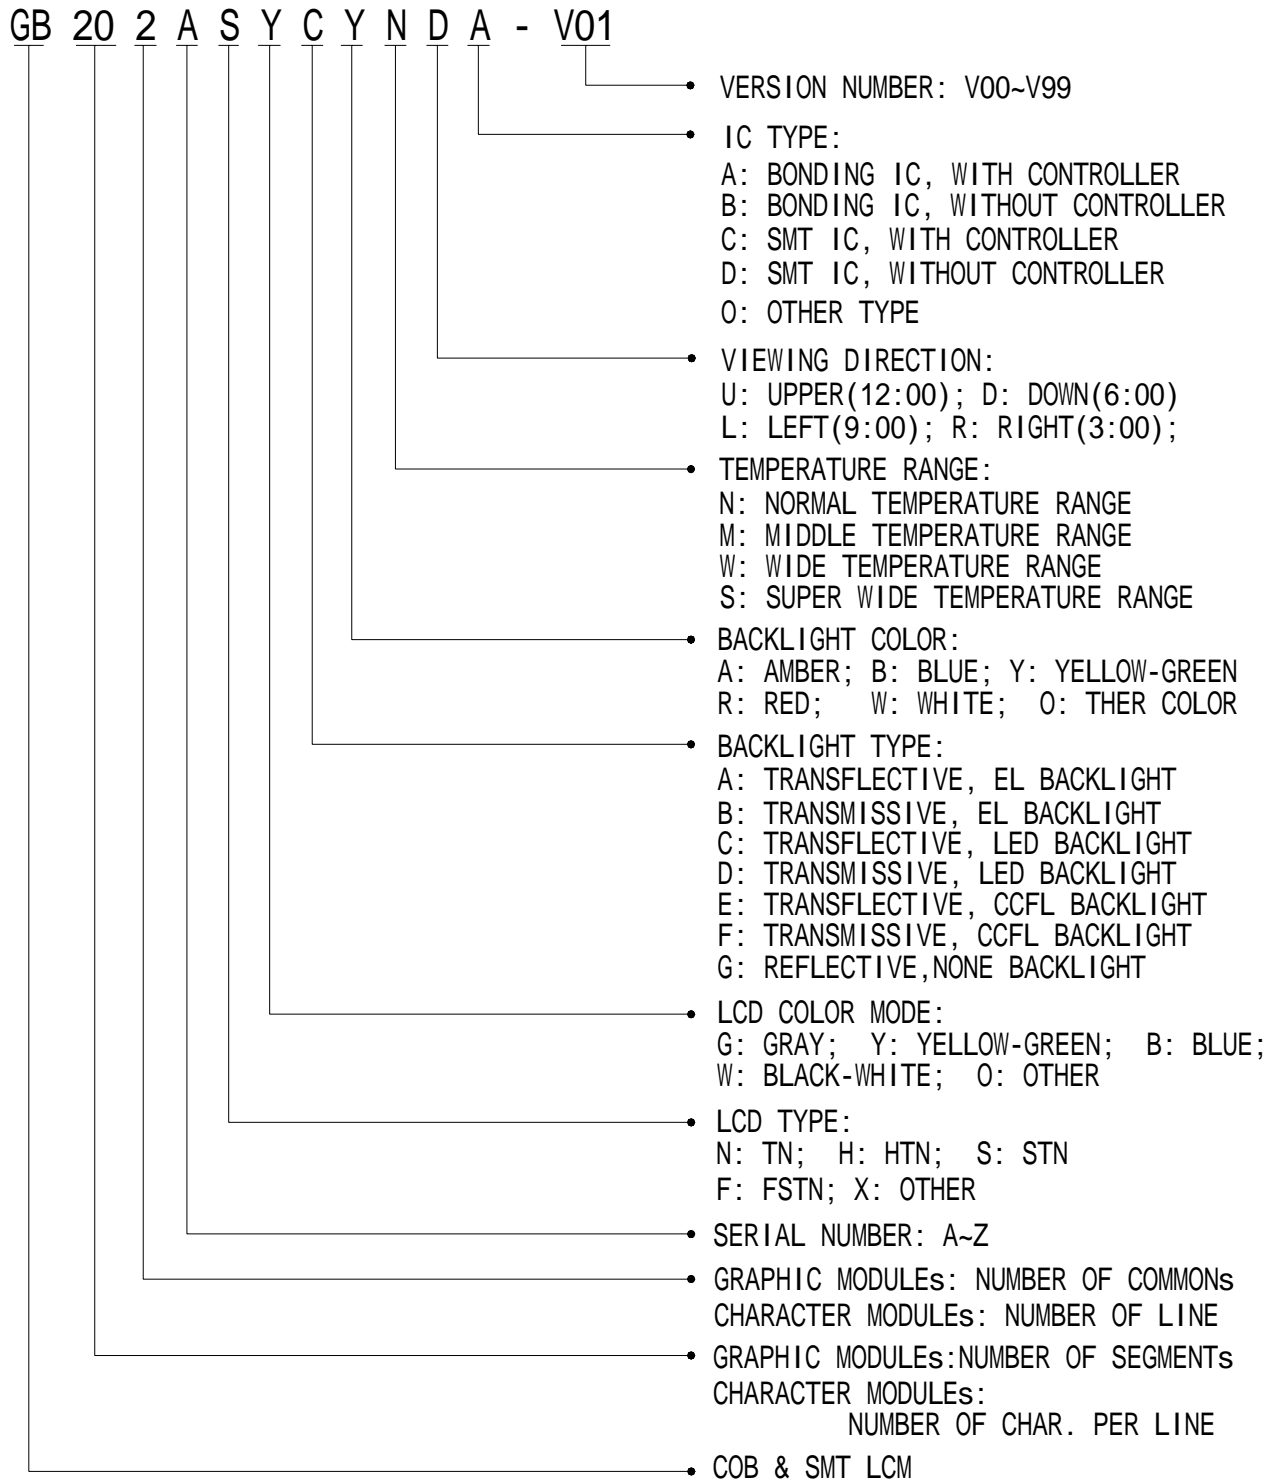 GB 20 2 A S Y C Y N D A - V01
VERSION NUMBER: V00~V99
IC TYPE:
A: BONDING IC, WITH CONTROLLER
B: BONDING IC, WITHOUT CONTROLLER
C: SMT IC, WITH CONTROLLER
D: SMT IC, WITHOUT CONTROLLER
O: OTHER TYPE
VIEWING DIRECTION:
U: UPPER(12:00); D: DOWN(6:00)
L: LEFT(9:00); R: RIGHT(3:00);
TEMPERATURE RANGE:
N: NORMAL TEMPERATURE RANGE
M: MIDDLE TEMPERATURE RANGE
W: WIDE TEMPERATURE RANGE
S: SUPER WIDE TEMPERATURE RANGE
BACKLIGHT COLOR:
A: AMBER; B: BLUE; Y: YELLOW-GREEN
R: RED; W: WHITE; O: THER COLOR
BACKLIGHT TYPE:
A: TRANSFLECTIVE, EL BACKLIGHT
B: TRANSMISSIVE, EL BACKLIGHT
C: TRANSFLECTIVE, LED BACKLIGHT
D: TRANSMISSIVE, LED BACKLIGHT
E: TRANSFLECTIVE, CCFL BACKLIGHT
F: TRANSMISSIVE, CCFL BACKLIGHT
G: REFLECTIVE,NONE BACKLIGHT
LCD COLOR MODE:
G: GRAY; Y: YELLOW-GREEN; B: BLUE;
W: BLACK-WHITE; O: OTHER
LCD TYPE:
N: TN; H: HTN; S: STN
F: FSTN; X: OTHER
SERIAL NUMBER: A~Z
GRAPHIC MODULEs: NUMBER OF COMMONs
CHARACTER MODULEs: NUMBER OF LINE
GRAPHIC MODULEs:NUMBER OF SEGMENTs
CHARACTER MODULEs:
NUMBER OF CHAR. PER LINE
COB & SMT LCM